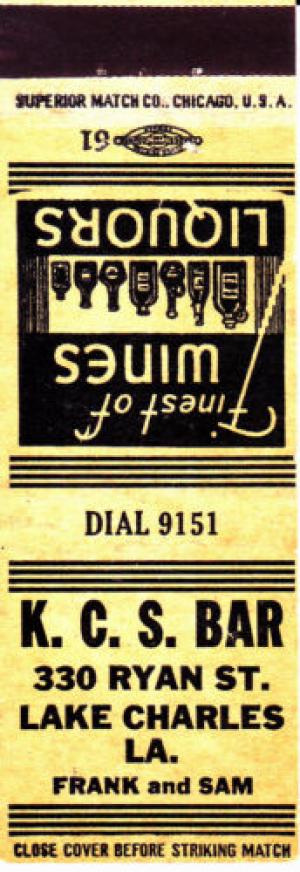 SUPERIOR MATCH CO., CHICAGO, U.S.A.
61
Finest of
WINES
LIQUORS
DIAL 9151
K. C. S. BAR
330 RYAN ST.
LAKE CHARLES
LA.
FRANK and SAM
CLOSE COVER BEFORE STRIKING MATCH